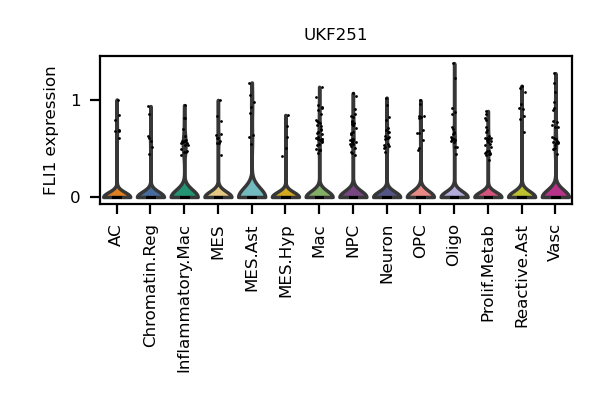 UKF251
FLI1 expression
1
0
AC
Chromatin.Reg
Inflammatory.Mac
MES
MES.Ast
MES.Hyp
Mac
NPC
Neuron
OPC
Oligo
Prolif.Metab
Reactive.Ast
Vasc